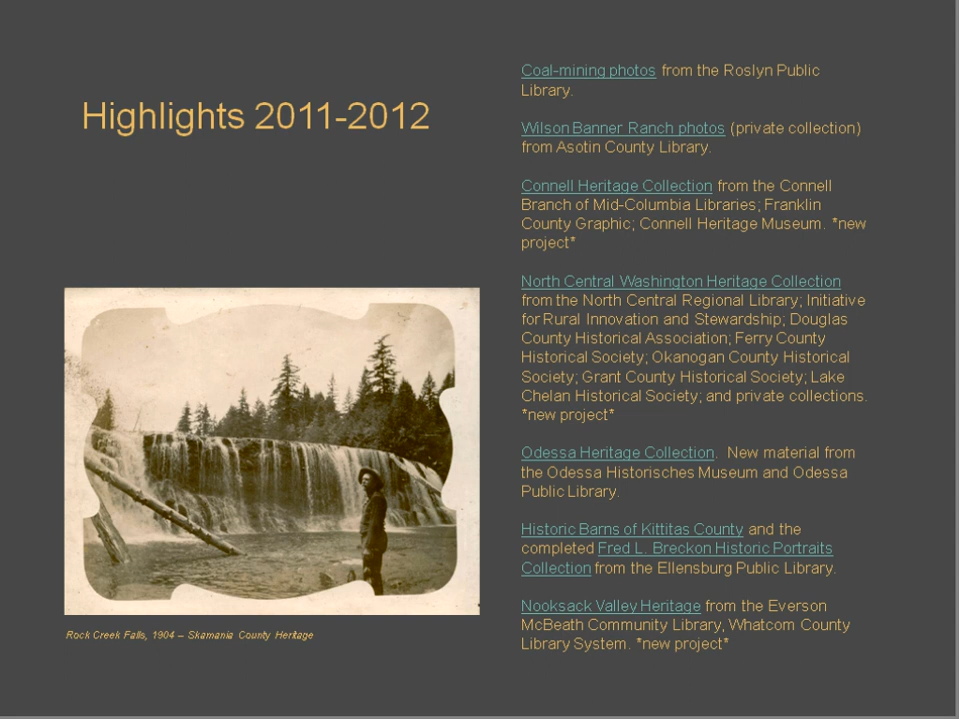 Highlights 2011-2012
Coal-mining photos from the Roslyn Public
Library.
Wilson Banner Ranch photos (private collection)
from Asotin County Library.
Connell Heritage Collection from the Connell
Branch of Mid-Columbia Libraries; Franklin
County Graphic; Connell Heritage Museum. *new
project*
North Central Washington Heritage Collection
from the North Central Regional Library; Initiative
for Rural Innovation and Stewardship; Douglas
County Historical Association; Ferry County
Historical Society; Okanogan County Historical
Society; Grant County Historical Society; Lake
Chelan Historical Society; and private collections.
*new project*
Odessa Heritage Collection. New material from
the Odessa Historisches Museum and Odessa
Public Library.
Historic Barns of Kittitas County and the
completed Fred L. Breckon Historic Portraits
Collection from the Ellensburg Public Library.
Nooksack Valley Heritage from the Everson
McBeath Community Library, Whatcom County
Library System. *new project*
Rock Creek Falls, 1904 – Skamania County Heritage